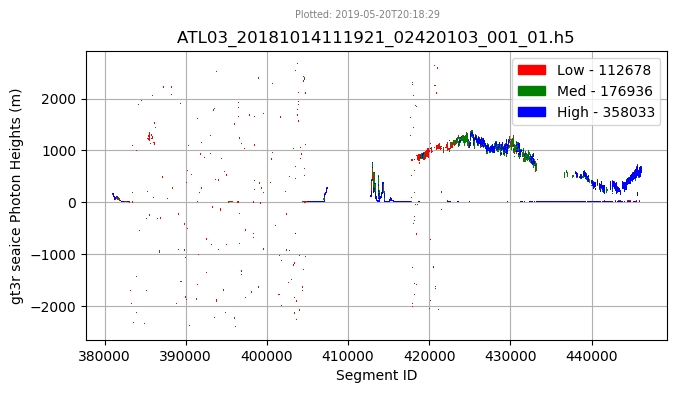 Plotted: 2019-05-20T20:18:29
ATL03_20181014111921_02420103_001_01.h5
Low - 112678
Med - 176936
High - 358033
gt3r seaice Photon Heights (m)
2000
1000
0
−1000
−2000
380000 390000 400000 410000 420000 430000 440000
Segment ID